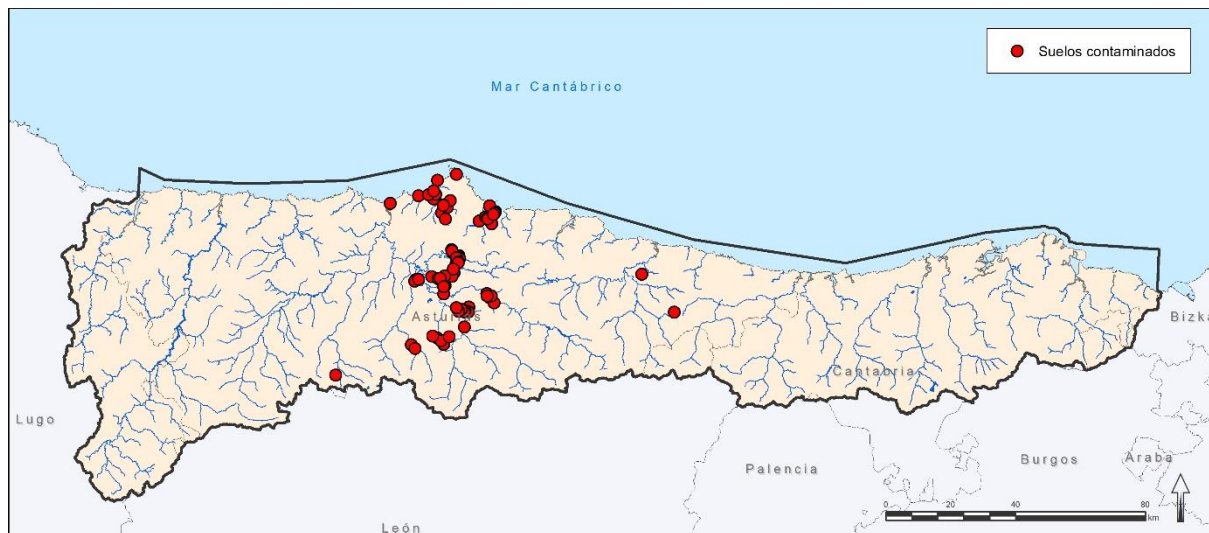 Suelos contaminados
Mar Cantábrico
Asturias
Cantabria
Bizka
Lugo
Palencia
Burgos
Araba
León
0 20 40 80
km